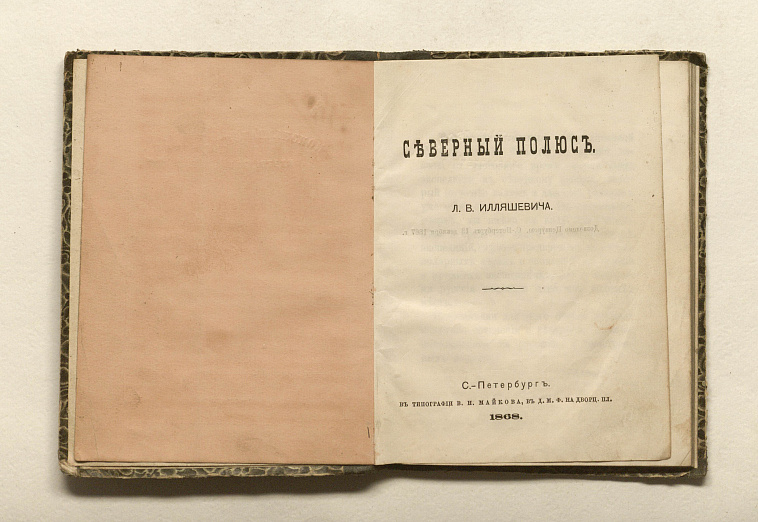 СѢВЕРНЫЙ ПОЛЮСЪ.
Л. В. ИЛЛЯШЕВИЧА.
С.-Петербургъ.
ВЪ ТИПОГРАФІИ В. Н. МАЙКОВА, ВЪ Д. М. Ф. НА ДВОРЦ. ПЛ.
1868.